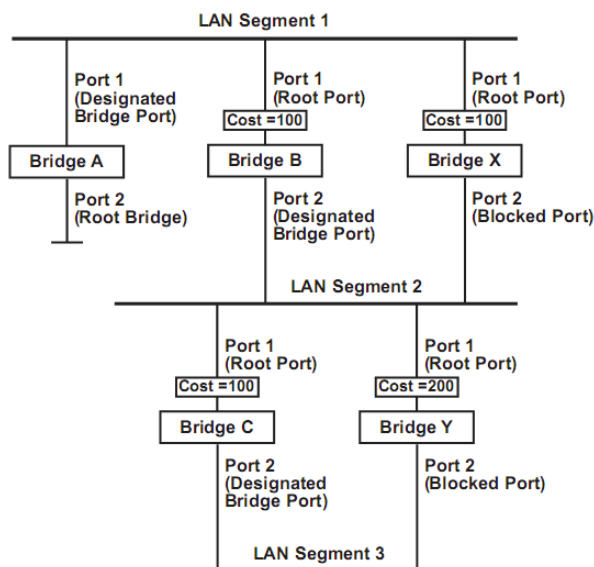 LAN Segment 1
Port 1
(Designated
Bridge Port)
Port 1
(Root Port)
Cost =100
Port 1
(Root Port)
Cost =100
Bridge A
Bridge B
Bridge X
Port 2
(Root Bridge)
Port 2
(Designated
Bridge Port)
Port 2
(Blocked Port)
LAN Segment 2
Port 1
(Root Port)
Cost =100
Port 1
(Root Port)
Cost =200
Bridge C
Bridge Y
Port 2
(Designated
Bridge Port)
Port 2
(Blocked Port)
LAN Segment 3